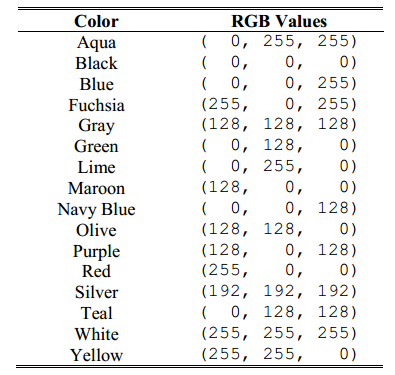 Color RGB Values
Aqua ( 0, 255, 255)
Black ( 0, 0, 0)
Blue ( 0, 0, 255)
Fuchsia (255, 0, 255)
Gray (128, 128, 128)
Green ( 0, 128, 0)
Lime ( 0, 255, 0)
Maroon (128, 0, 0)
Navy Blue ( 0, 0, 128)
Olive (128, 128, 0)
Purple (128, 0, 128)
Red (255, 0, 0)
Silver (192, 192, 192)
Teal ( 0, 128, 128)
White (255, 255, 255)
Yellow (255, 255, 0)